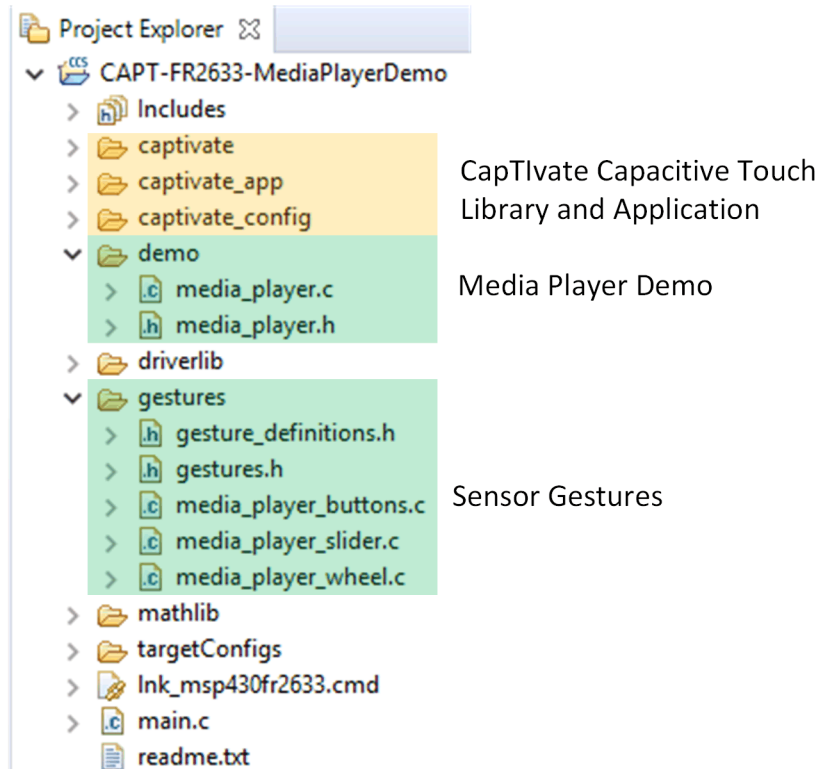 Project Explorer
CCS
CAPT-FR2633-MediaPlayerDemo
h Includes
captivate
captivate_app
captivate_config
CapTIvate Capacitive Touch
Library and Application
demo
.c media_player.c
.h media_player.h
Media Player Demo
driverlib
gestures
.h gesture_definitions.h
.h gestures.h
.c media_player_buttons.c
.c media_player_slider.c
.c media_player_wheel.c
Sensor Gestures
mathlib
targetConfigs
lnk_msp430fr2633.cmd
.c main.c
readme.txt